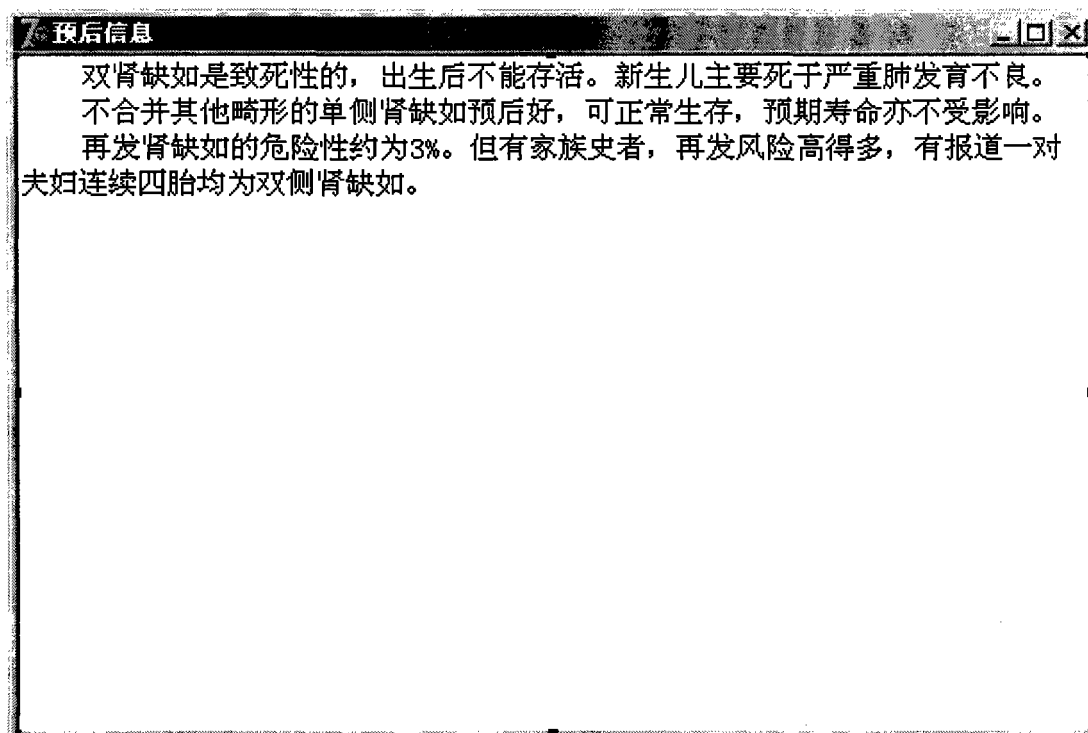 预后信息
双肾缺如是致死性的，出生后不能存活。新生儿主要死于严重肺发育不良。
不合并其他畸形的单侧肾缺如预后好，可正常生存，预期寿命亦不受影响。
再发肾缺如的危险性约为3%。但有家族史者，再发风险高得多，有报道一对
夫妇连续四胎均为双侧肾缺如。